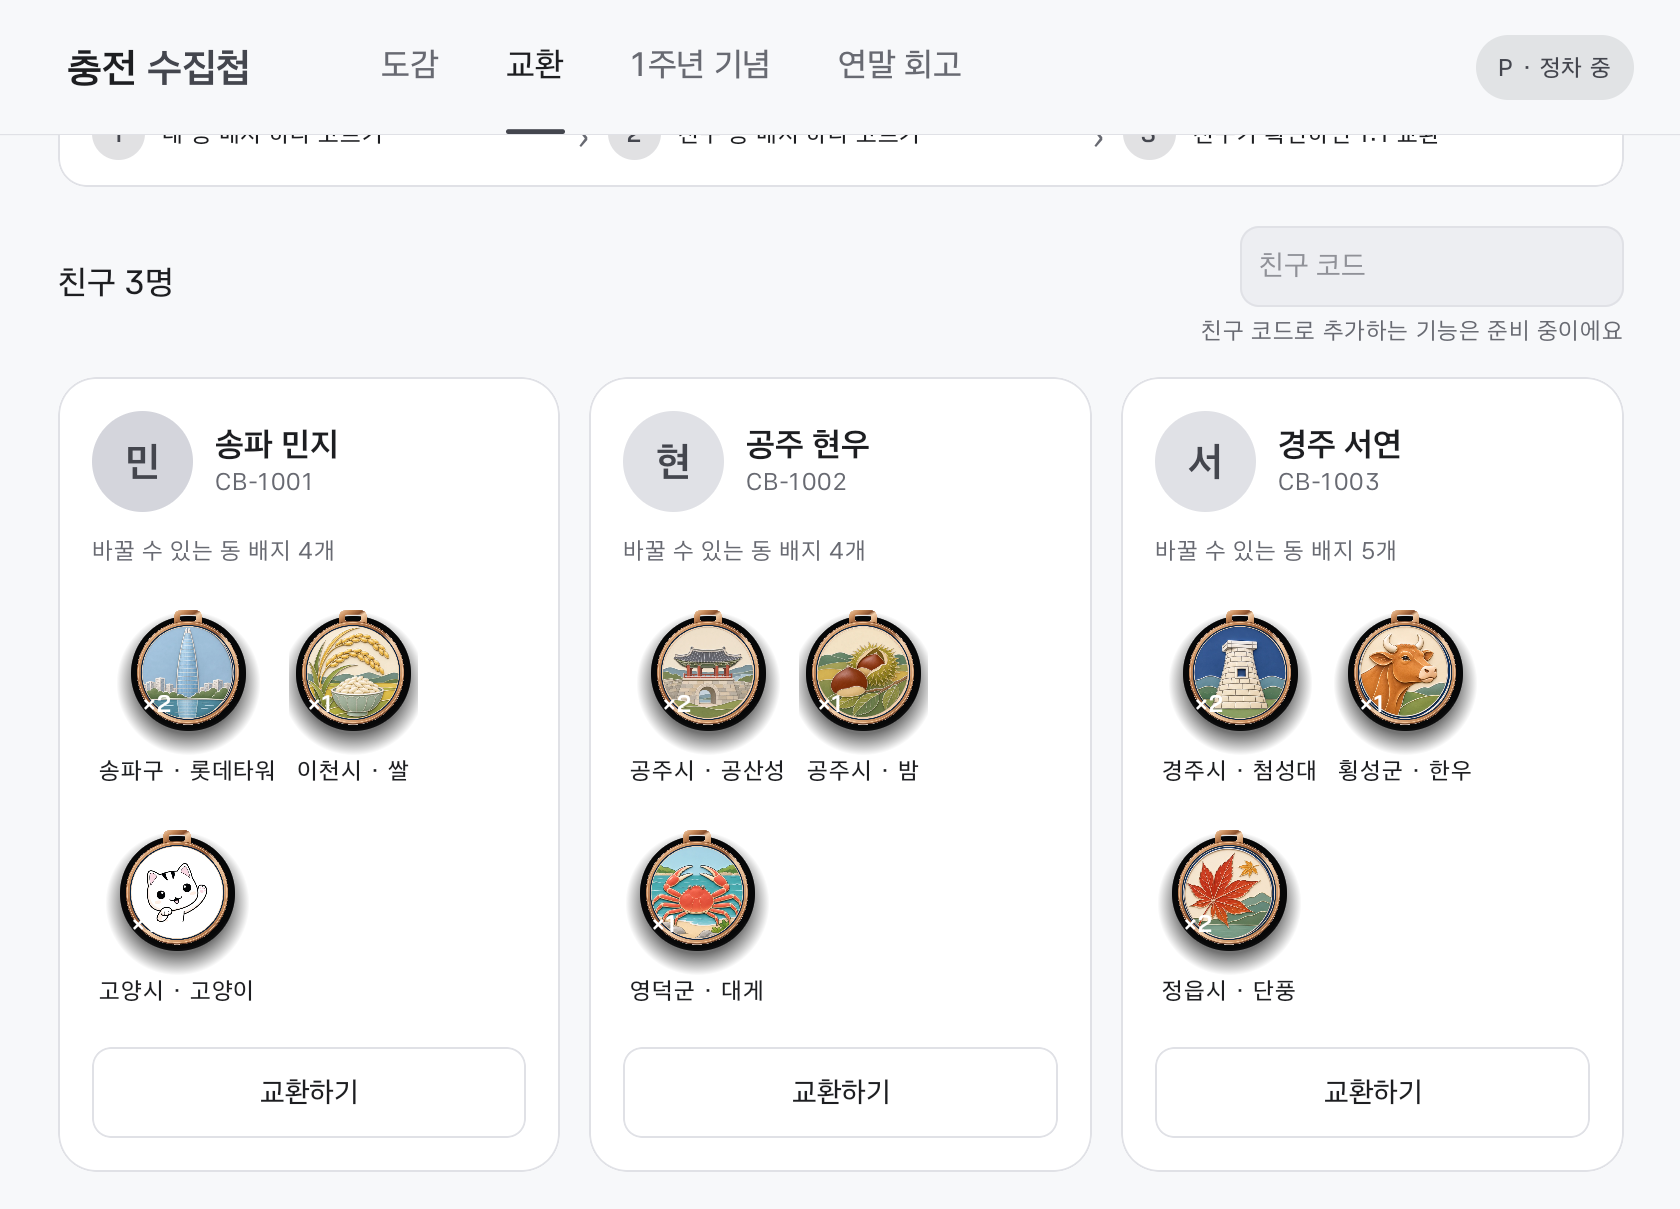 충전 수집첩
도감
교환
1주년 기념
연말 회고
P · 정차 중
친구 3명
친구 코드
친구 코드로 추가하는 기능은 준비 중이에요
민
송파 민지
CB-1001
바꿀 수 있는 동 배지 4개
×2
×1
송파구 · 롯데타워
이천시 · 쌀
고양시 · 고양이
교환하기
현
공주 현우
CB-1002
바꿀 수 있는 동 배지 4개
×2
×1
공주시 · 공산성
공주시 · 밤
×1
영덕군 · 대게
교환하기
서
경주 서연
CB-1003
바꿀 수 있는 동 배지 5개
×2
×1
경주시 · 첨성대
횡성군 · 한우
×2
정읍시 · 단풍
교환하기